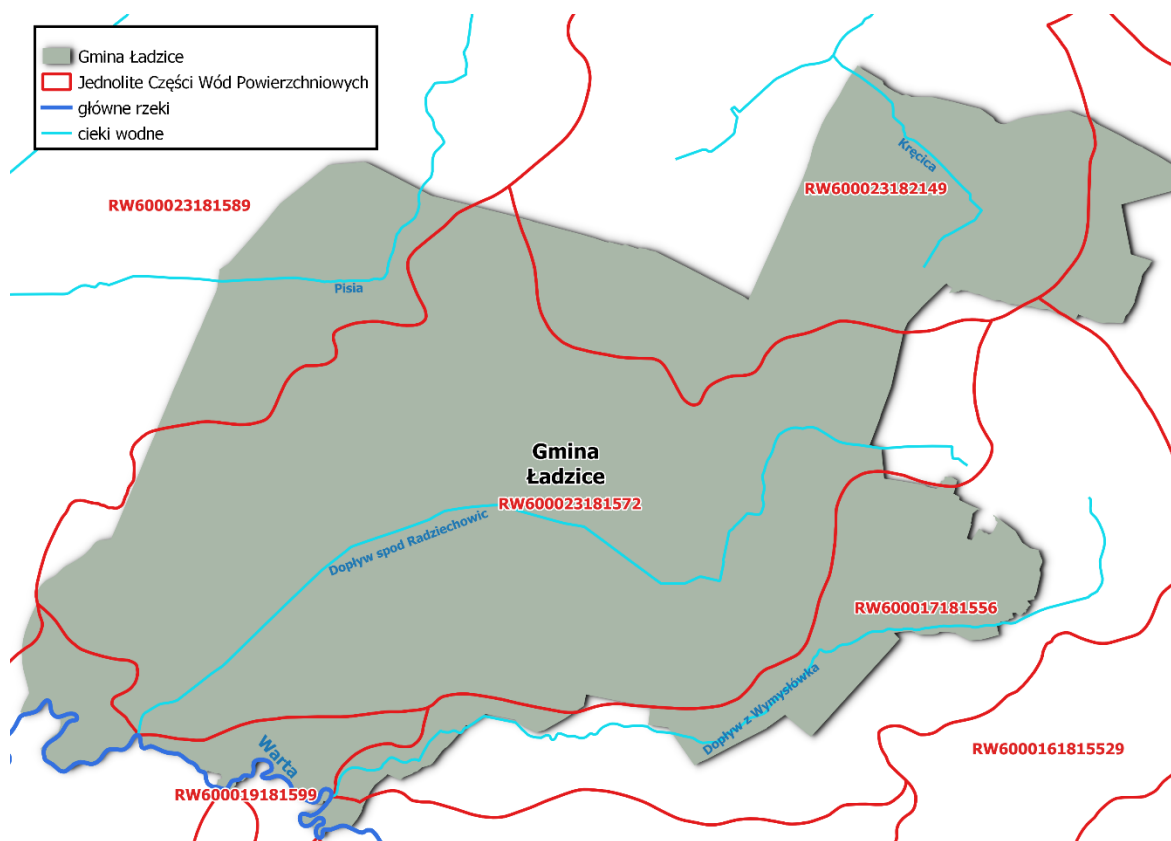 Gmina Ładzice
Jednolite Części Wód Powierzchniowych
główne rzeki
cieki wodne
RW600023181589
Kręcica
RW600023182149
Pisia
Gmina
Ładzice
RW600023181572
Dopływ spod Radziechowic
RW600017181556
Dopływ z Wymysłówka
Warta
RW6000161815529
RW600019181599